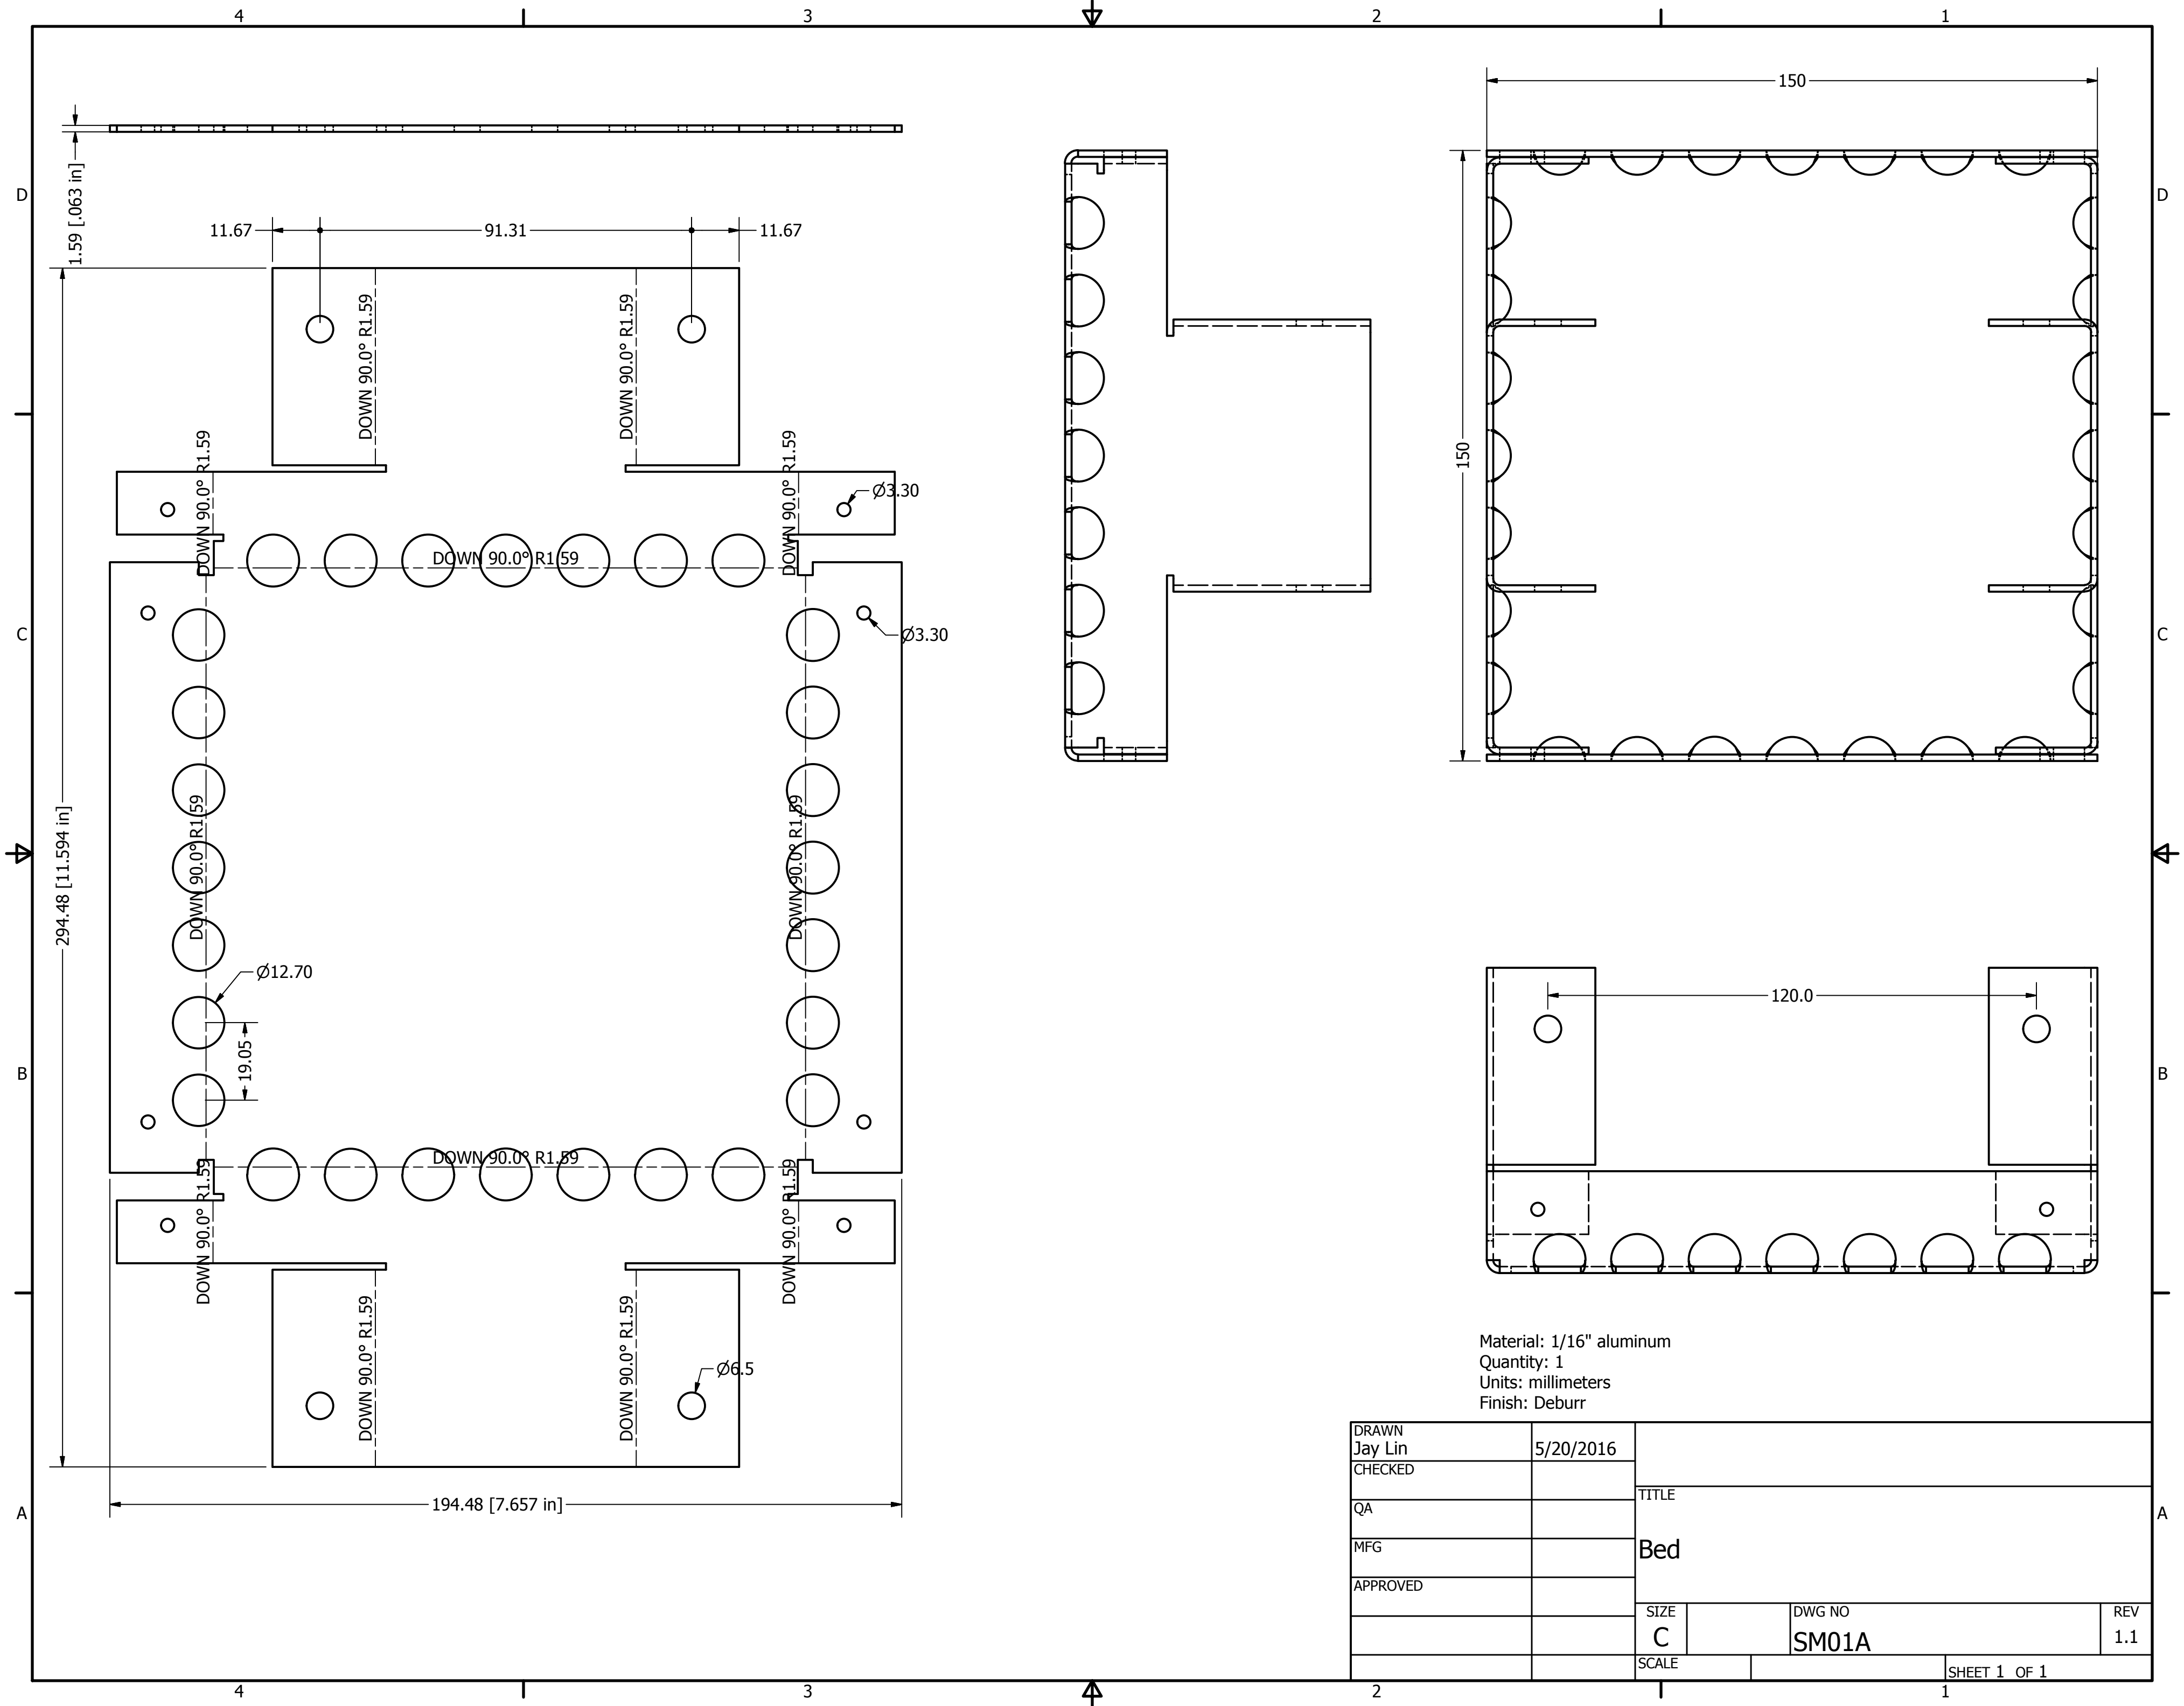 4 3 2 1
D D
C C
B B
A A
1.59 [.063 in]
11.67 91.31 11.67
DOWN 90.0° R1.59
DOWN 90.0° R1.59
DOWN 90.0° R1.59
DOWN 90.0° R1.59
Ø3.30
DOWN 90.0° R1.59
Ø3.30
DOWN 90.0° R1.59
DOWN 90.0° R1.59
294.48 [11.594 in]
Ø12.70
19.05
DOWN 90.0° R1.59
DOWN 90.0° R1.59
DOWN 90.0° R1.59
DOWN 90.0° R1.59
DOWN 90.0° R1.59
Ø6.5
194.48 [7.657 in]
150
150
120.0
Material: 1/16" aluminum
Quantity: 1
Units: millimeters
Finish: Deburr
DRAWN
Jay Lin 5/20/2016
CHECKED
QA
MFG
APPROVED
TITLE
Bed
SIZE
C
DWG NO
SM01A
REV
1.1
SCALE
SHEET 1 OF 1
4 3 2 1